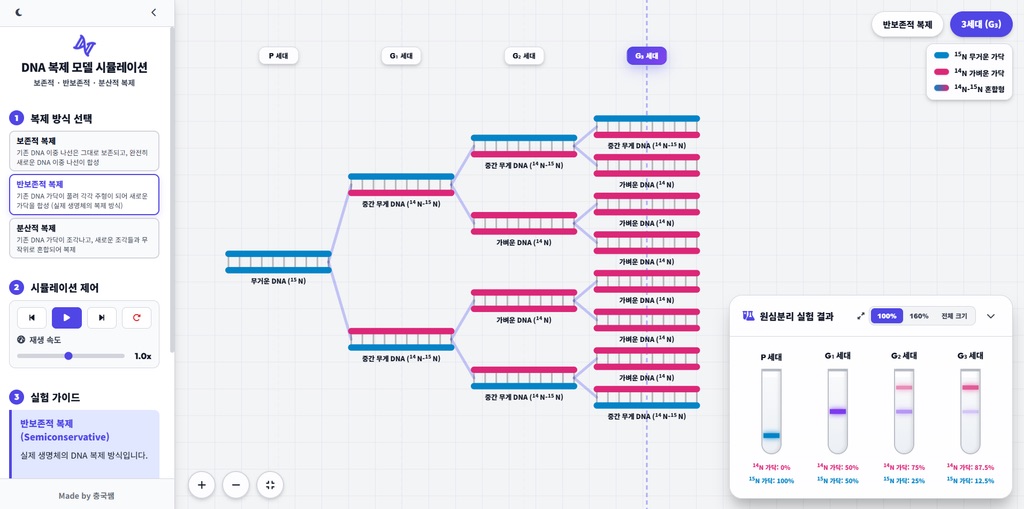 DNA 복제 모델 시뮬레이션
보존적 · 반보존적 · 분산적 복제
1 복제 방식 선택
보존적 복제
기존 DNA 이중 나선은 그대로 보존되고, 완전히
새로운 DNA 이중 나선이 합성
반보존적 복제
기존 DNA 가닥이 풀려 각각 주형이 되어 새로운
가닥을 합성 (실제 생명체의 복제 방식)
분산적 복제
기존 DNA 가닥이 조각나고, 새로운 조각들과 무
작위로 혼합되어 복제
2 시뮬레이션 제어
재생 속도 1.0x
3 실험 가이드
반보존적 복제
(Semiconservative)
실제 생명체의 DNA 복제 방식입니다.
Made by 중국쌤
P 세대 G₁ 세대 G₂ 세대 G₃ 세대
무거운 DNA (¹⁵N)
중간 무게 DNA (¹⁴N-¹⁵N)
중간 무게 DNA (¹⁴N-¹⁵N)
중간 무게 DNA (¹⁴N-¹⁵N)
가벼운 DNA (¹⁴N)
가벼운 DNA (¹⁴N)
중간 무게 DNA (¹⁴N-¹⁵N)
중간 무게 DNA (¹⁴N-¹⁵N)
가벼운 DNA (¹⁴N)
가벼운 DNA (¹⁴N)
가벼운 DNA (¹⁴N)
가벼운 DNA (¹⁴N)
가벼운 DNA (¹⁴N)
가벼운 DNA (¹⁴N)
중간 무게 DNA (¹⁴N-¹⁵N)
반보존적 복제
3세대 (G₃)
¹⁵N 무거운 가닥
¹⁴N 가벼운 가닥
¹⁴N-¹⁵N 혼합형
원심분리 실험 결과 100% 160% 전체 크기
P 세대 G₁ 세대 G₂ 세대 G₃ 세대
¹⁴N 가닥: 0% ¹⁴N 가닥: 50% ¹⁴N 가닥: 75% ¹⁴N 가닥: 87.5%
¹⁵N 가닥: 100% ¹⁵N 가닥: 50% ¹⁵N 가닥: 25% ¹⁵N 가닥: 12.5%